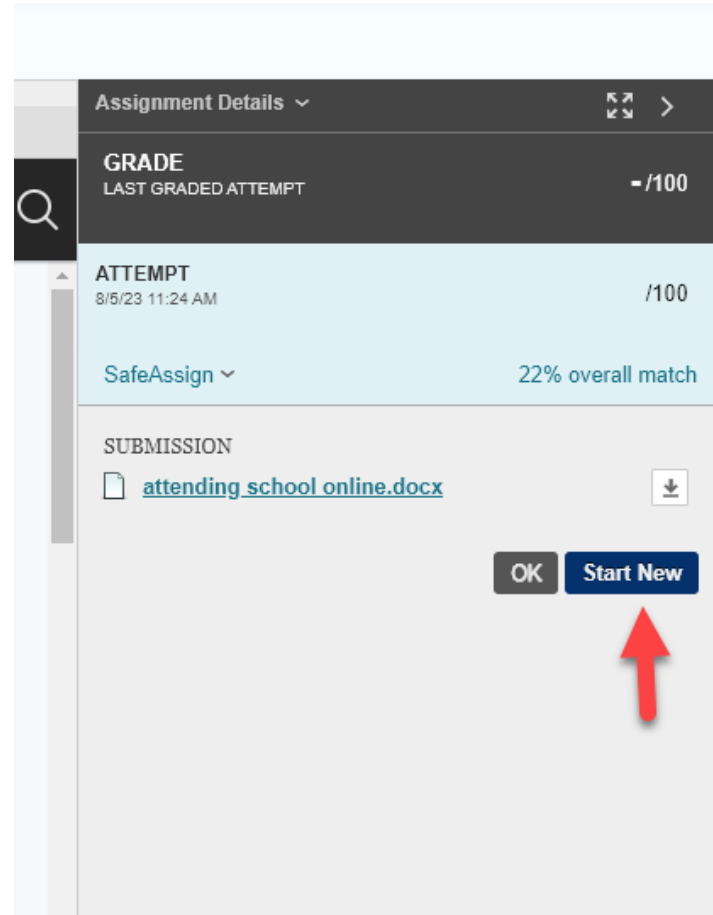 Assignment Details
GRADE
LAST GRADED ATTEMPT
-/100
ATTEMPT
8/5/23 11:24 AM
/100
SafeAssign
22% overall match
SUBMISSION
attending school online.docx
OK
Start New